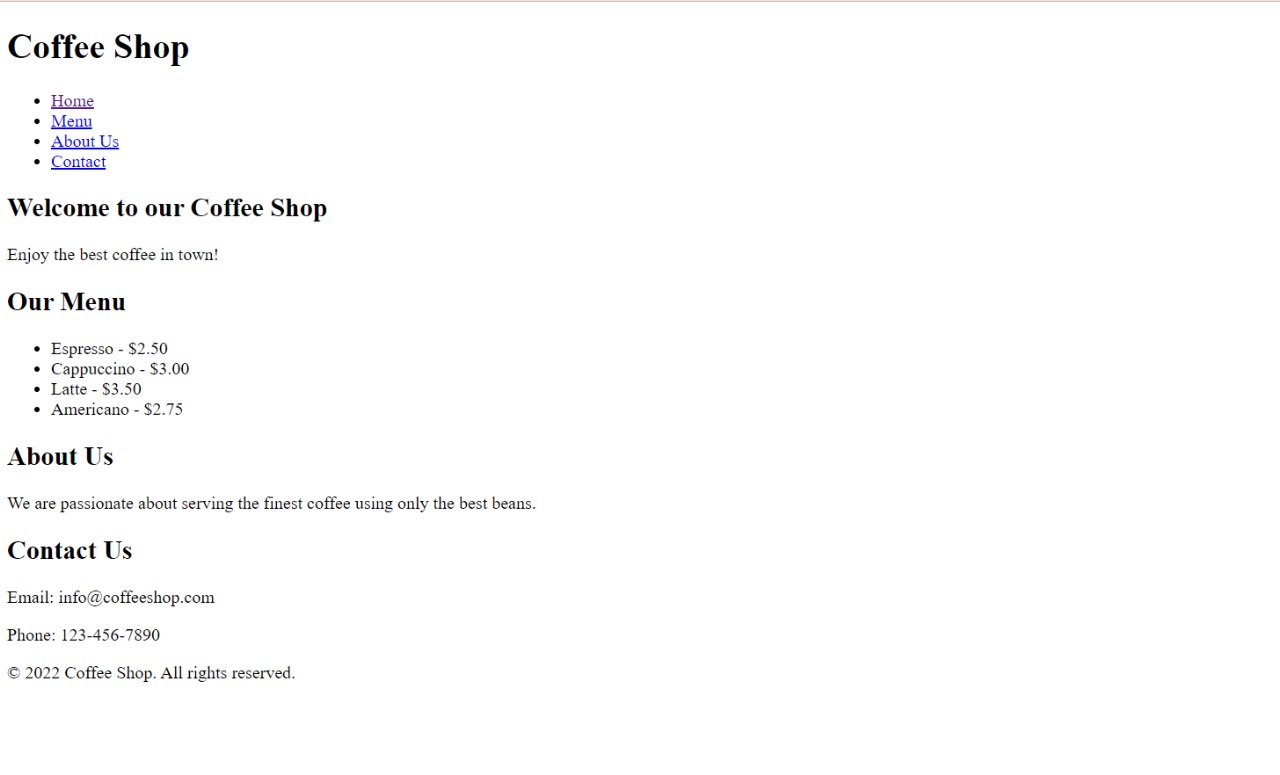 Coffee Shop
Home
Menu
About Us
Contact
Welcome to our Coffee Shop
Enjoy the best coffee in town!
Our Menu
Espresso - $2.50
Cappuccino - $3.00
Latte - $3.50
Americano - $2.75
About Us
We are passionate about serving the finest coffee using only the best beans.
Contact Us
Email: info@coffeeshop.com
Phone: 123-456-7890
© 2022 Coffee Shop. All rights reserved.